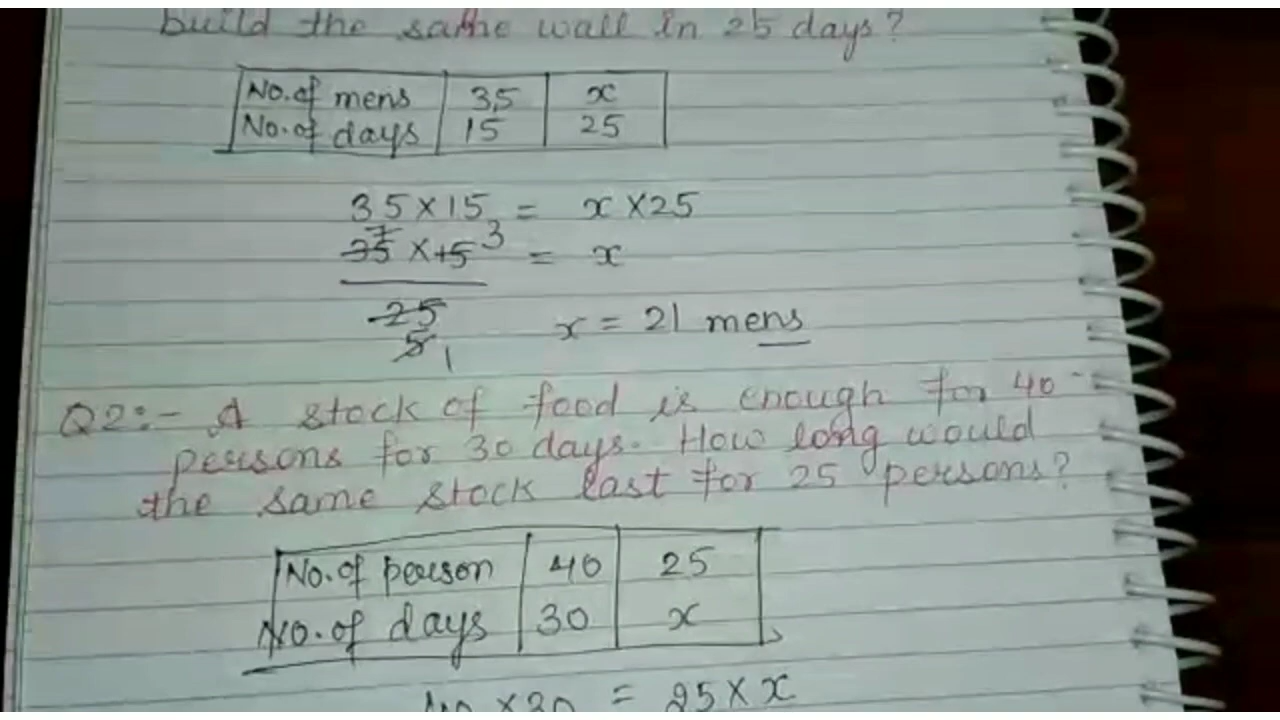 build the same wall in 25 days?
No. of mens 35 x
No. of days 15 25
35 × 15 = x × 25
35 × 15 = x
7 3
25
5 1
x = 21 mens
Q2:- A stock of food is enough for 40
persons for 30 days. How long would
the same stock last for 25 persons?
No. of person 40 25
No. of days 30 x
40 × 30 = 25 × x